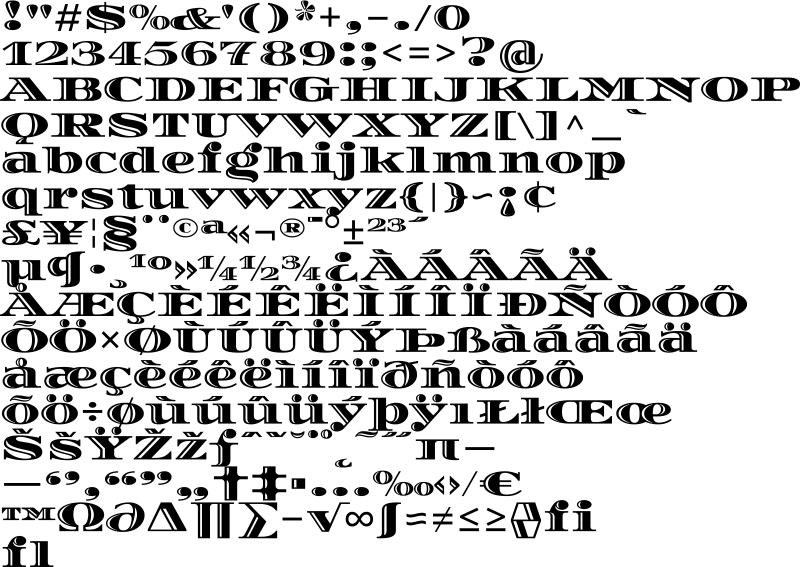 !"#$%&'()*+,-./0
123456789:;<=>?@
ABCDEFGHIJKLMNOP
QRSTUVWXYZ[\]^_`
abcdefghijklmnop
qrstuvwxyz{|}~¡¢
£¥¦§¨©ª«¬®¯°±²³´
µ¶·¸¹º»¼½¾¿ÀÁÂÃÄ
ÅÆÇÈÉÊËÌÍÎÏÐÑÒÓÔ
ÕÖ×ØÙÚÛÜÝÞßàáâãä
åæçèéêëìíîïðñòóô
õö÷øùúûüýþÿıŁłŒœ
ŠšŸŽžƒˆˇ˘˙˚˛˜˝π–
—‘’‚“”„†‡•…‰‹›⁄€
™Ω∂∆∏∑−√∞∫≈≠≤≥◊fi
fl